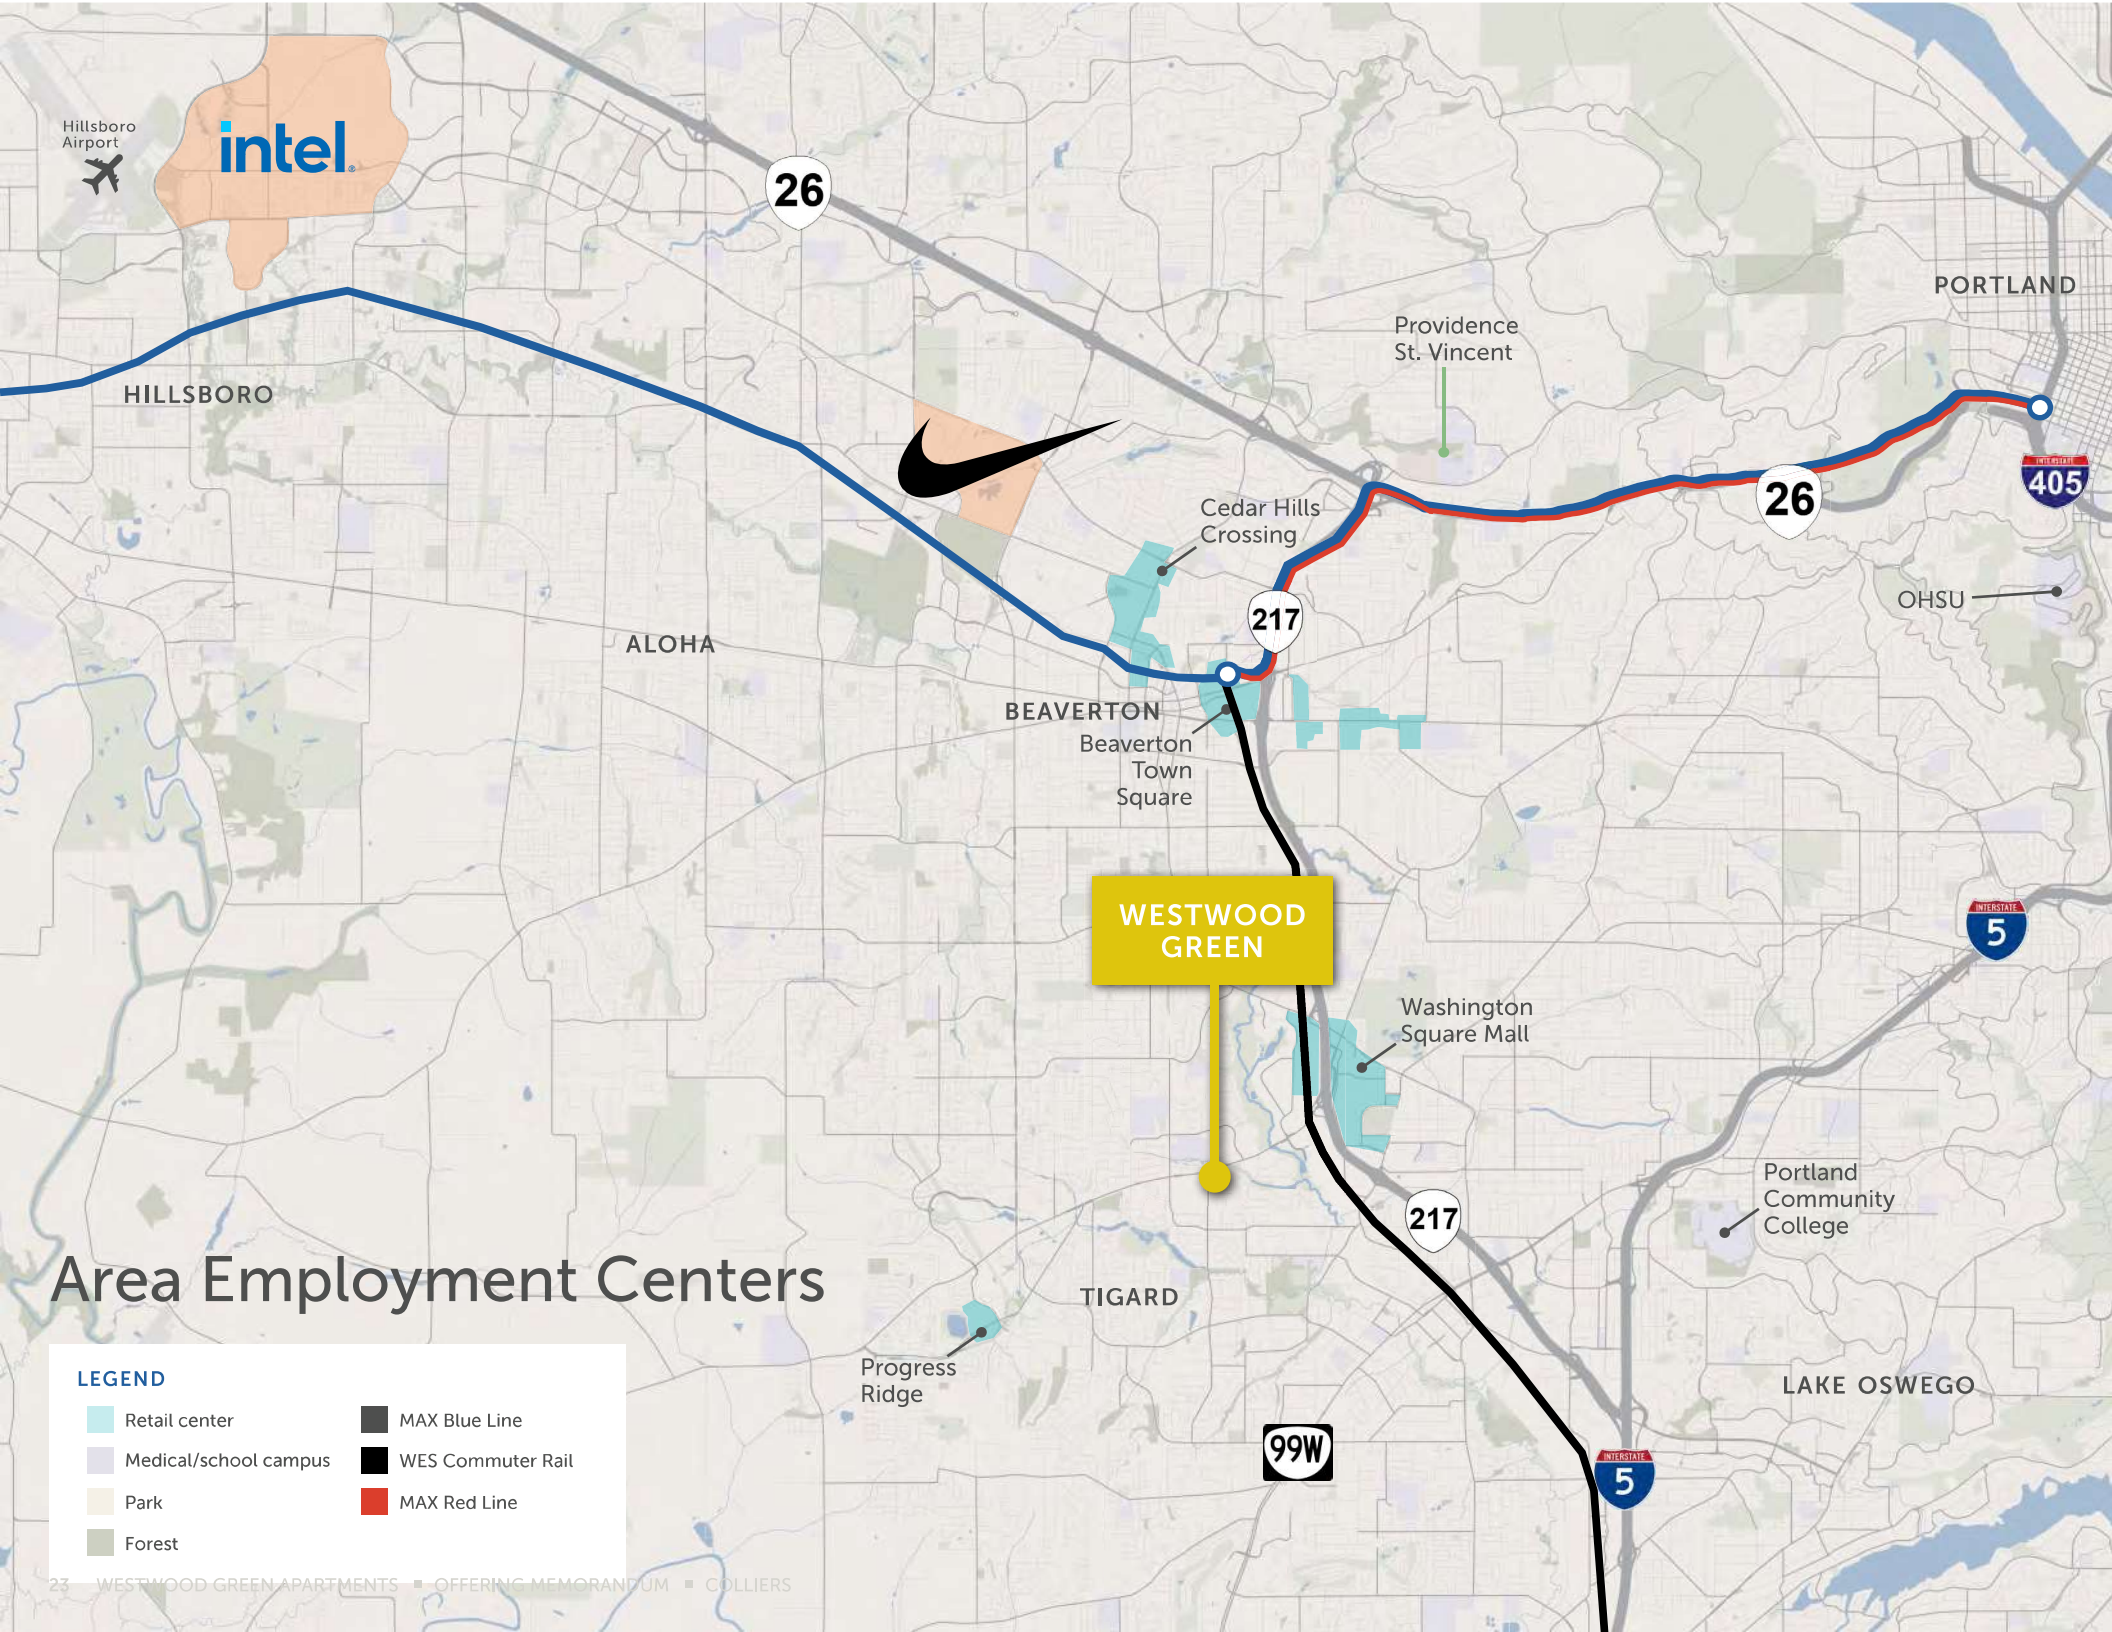 Hillsboro
Airport
intel
26
PORTLAND
Providence
St. Vincent
HILLSBORO
INTERSTATE
405
26
Cedar Hills
Crossing
217
OHSU
ALOHA
BEAVERTON
Beaverton
Town
Square
WESTWOOD
GREEN
INTERSTATE
5
Washington
Square Mall
Portland
Community
College
217
Area Employment Centers
TIGARD
Progress
Ridge
LAKE OSWEGO
99W
INTERSTATE
5
LEGEND
Retail center
Medical/school campus
Park
Forest
MAX Blue Line
WES Commuter Rail
MAX Red Line
23 WESTWOOD GREEN APARTMENTS ■ OFFERING MEMORANDUM ■ COLLIERS